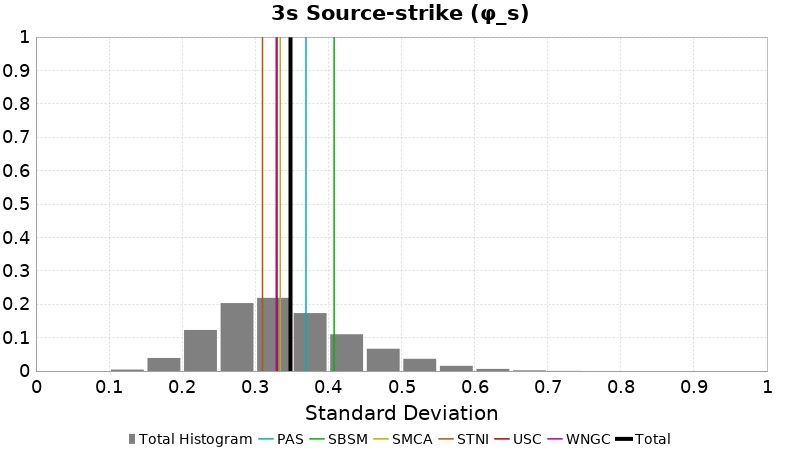 3s Source-strike (φ_s)
1
0.9
0.8
0.7
0.6
0.5
0.4
0.3
0.2
0.1
0
0 0.1 0.2 0.3 0.4 0.5 0.6 0.7 0.8 0.9 1
Standard Deviation
Total Histogram PAS SBSM SMCA STNI USC WNGC Total